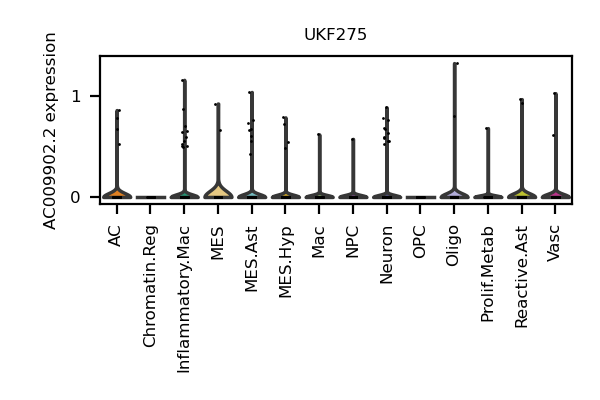 UKF275
AC009902.2 expression
1
0
AC
Chromatin.Reg
Inflammatory.Mac
MES
MES.Ast
MES.Hyp
Mac
NPC
Neuron
OPC
Oligo
Prolif.Metab
Reactive.Ast
Vasc